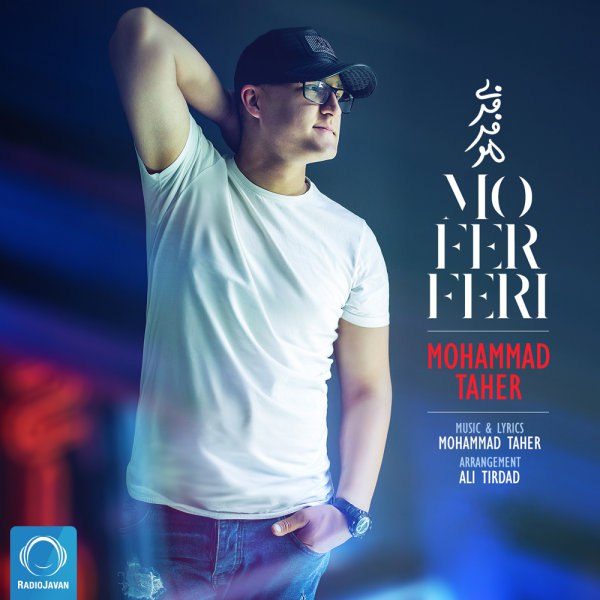 مو فرفری
MO
FER
FERI
MOHAMMAD
TAHER
MUSIC & LYRICS
MOHAMMAD TAHER
ARRANGEMENT
ALI TIRDAD
RADIOJAVAN